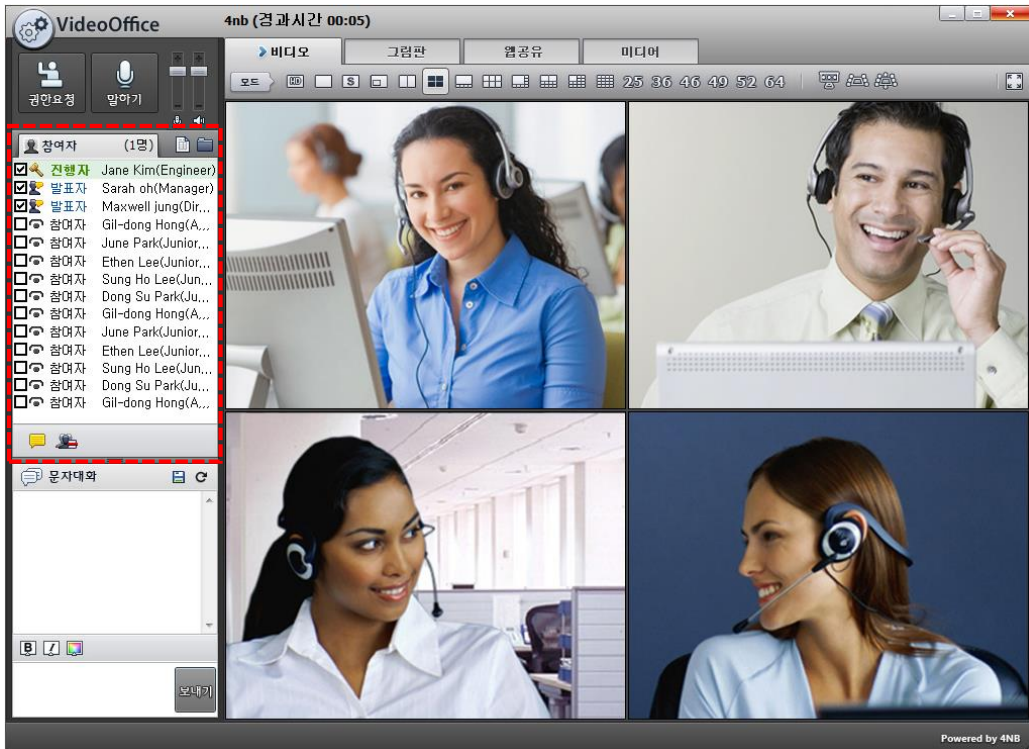 VideoOffice
4nb (경과시간 00:05)
비디오 그림판 웹공유 미디어
권한요청 말하기
모드 HD S 25 36 46 49 52 64
참여자 (1명)
진행자 Jane Kim(Engineer)
발표자 Sarah oh(Manager)
발표자 Maxwell jung(Dir...
참여자 Gil-dong Hong(A...
참여자 June Park(Junior...
참여자 Ethen Lee(Junior...
참여자 Sung Ho Lee(Jun...
참여자 Dong Su Park(Ju...
참여자 Gil-dong Hong(A...
참여자 June Park(Junior...
참여자 Ethen Lee(Junior...
참여자 Sung Ho Lee(Jun...
참여자 Dong Su Park(Ju...
참여자 Gil-dong Hong(A...
문자대화
B I
보내기
Powered by 4NB